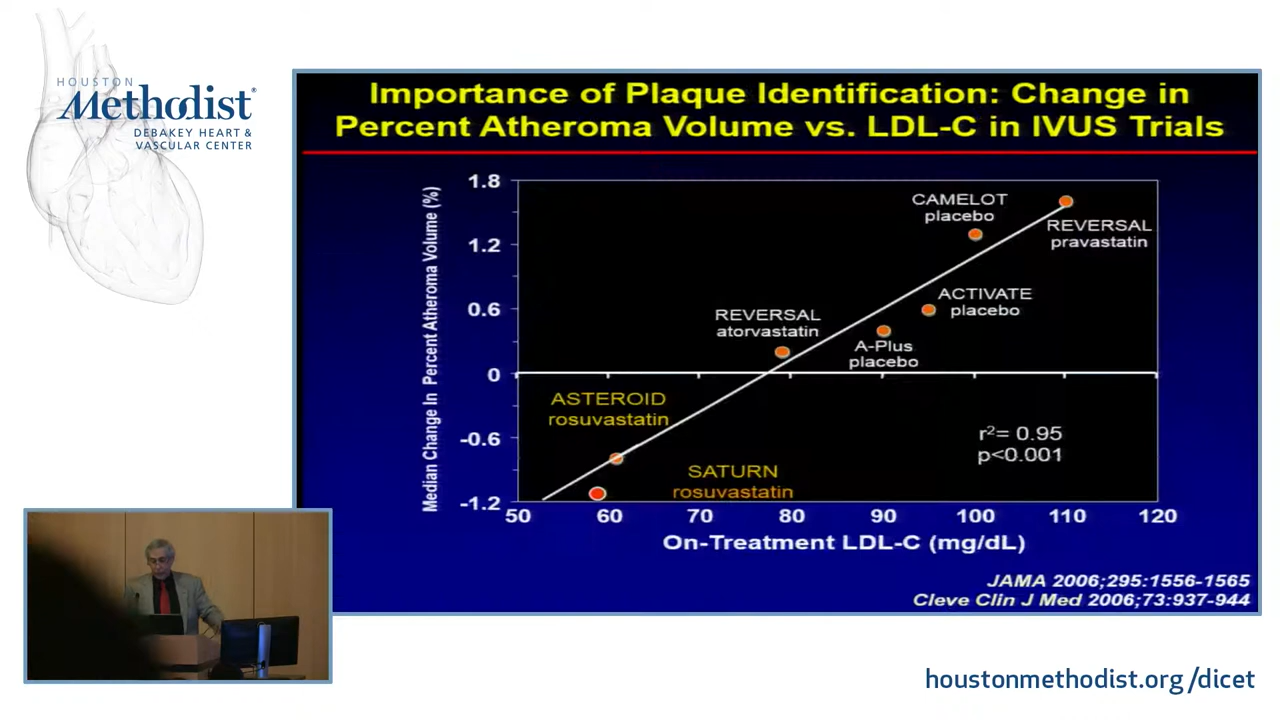 HOUSTON
Methodist®
DEBAKEY HEART &
VASCULAR CENTER
Importance of Plaque Identification: Change in
Percent Atheroma Volume vs. LDL-C in IVUS Trials
Median Change In Percent Atheroma Volume (%)
1.8
1.2
0.6
0
-0.6
-1.2
CAMELOT
placebo
REVERSAL
pravastatin
ACTIVATE
placebo
REVERSAL
atorvastatin
A-Plus
placebo
ASTEROID
rosuvastatin
r²= 0.95
p<0.001
SATURN
rosuvastatin
50 60 70 80 90 100 110 120
On-Treatment LDL-C (mg/dL)
JAMA 2006;295:1556-1565
Cleve Clin J Med 2006;73:937-944
houstonmethodist.org/dicet